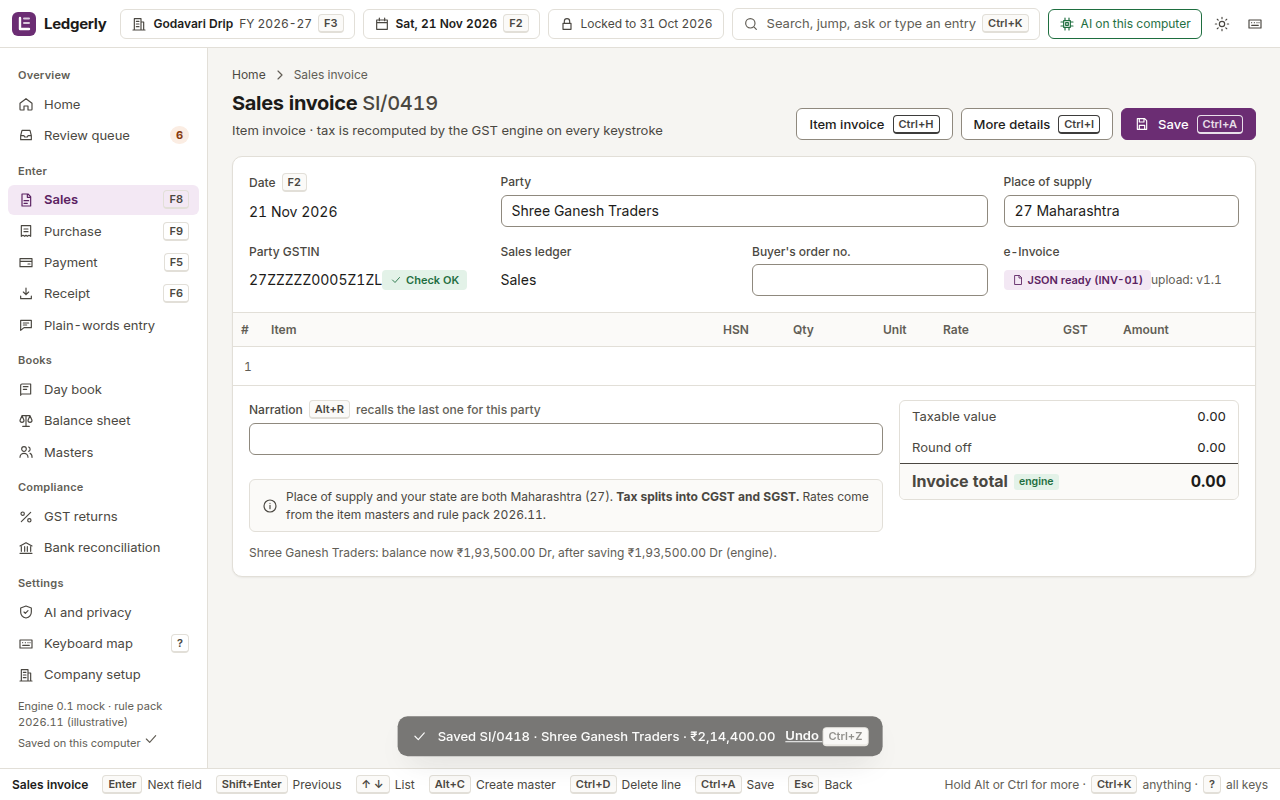 Ledgerly
Godavari Drip FY 2026-27 F3
Sat, 21 Nov 2026 F2
Locked to 31 Oct 2026
Search, jump, ask or type an entry Ctrl+K
AI on this computer
Overview
Home
Review queue 6
Enter
Sales F8
Purchase F9
Payment F5
Receipt F6
Plain-words entry
Books
Day book
Balance sheet
Masters
Compliance
GST returns
Bank reconciliation
Settings
AI and privacy
Keyboard map ?
Company setup
Engine 0.1 mock · rule pack
2026.11 (illustrative)
Saved on this computer
Home > Sales invoice
Sales invoice SI/0419
Item invoice · tax is recomputed by the GST engine on every keystroke
Item invoice Ctrl+H
More details Ctrl+I
Save Ctrl+A
Date F2
21 Nov 2026
Party
Shree Ganesh Traders
Place of supply
27 Maharashtra
Party GSTIN
27ZZZZZ0005Z1ZL Check OK
Sales ledger
Sales
Buyer's order no.
e-Invoice
JSON ready (INV-01) upload: v1.1
# Item HSN Qty Unit Rate GST Amount
1
Narration Alt+R recalls the last one for this party
Place of supply and your state are both Maharashtra (27). Tax splits into CGST and SGST. Rates come
from the item masters and rule pack 2026.11.
Shree Ganesh Traders: balance now ₹1,93,500.00 Dr, after saving ₹1,93,500.00 Dr (engine).
Taxable value 0.00
Round off 0.00
Invoice total engine 0.00
Saved SI/0418 · Shree Ganesh Traders · ₹2,14,400.00 Undo Ctrl+Z
Sales invoice Enter Next field Shift+Enter Previous ↑↓ List Alt+C Create master Ctrl+D Delete line Ctrl+A Save Esc Back Hold Alt or Ctrl for more · Ctrl+K anything · ? all keys